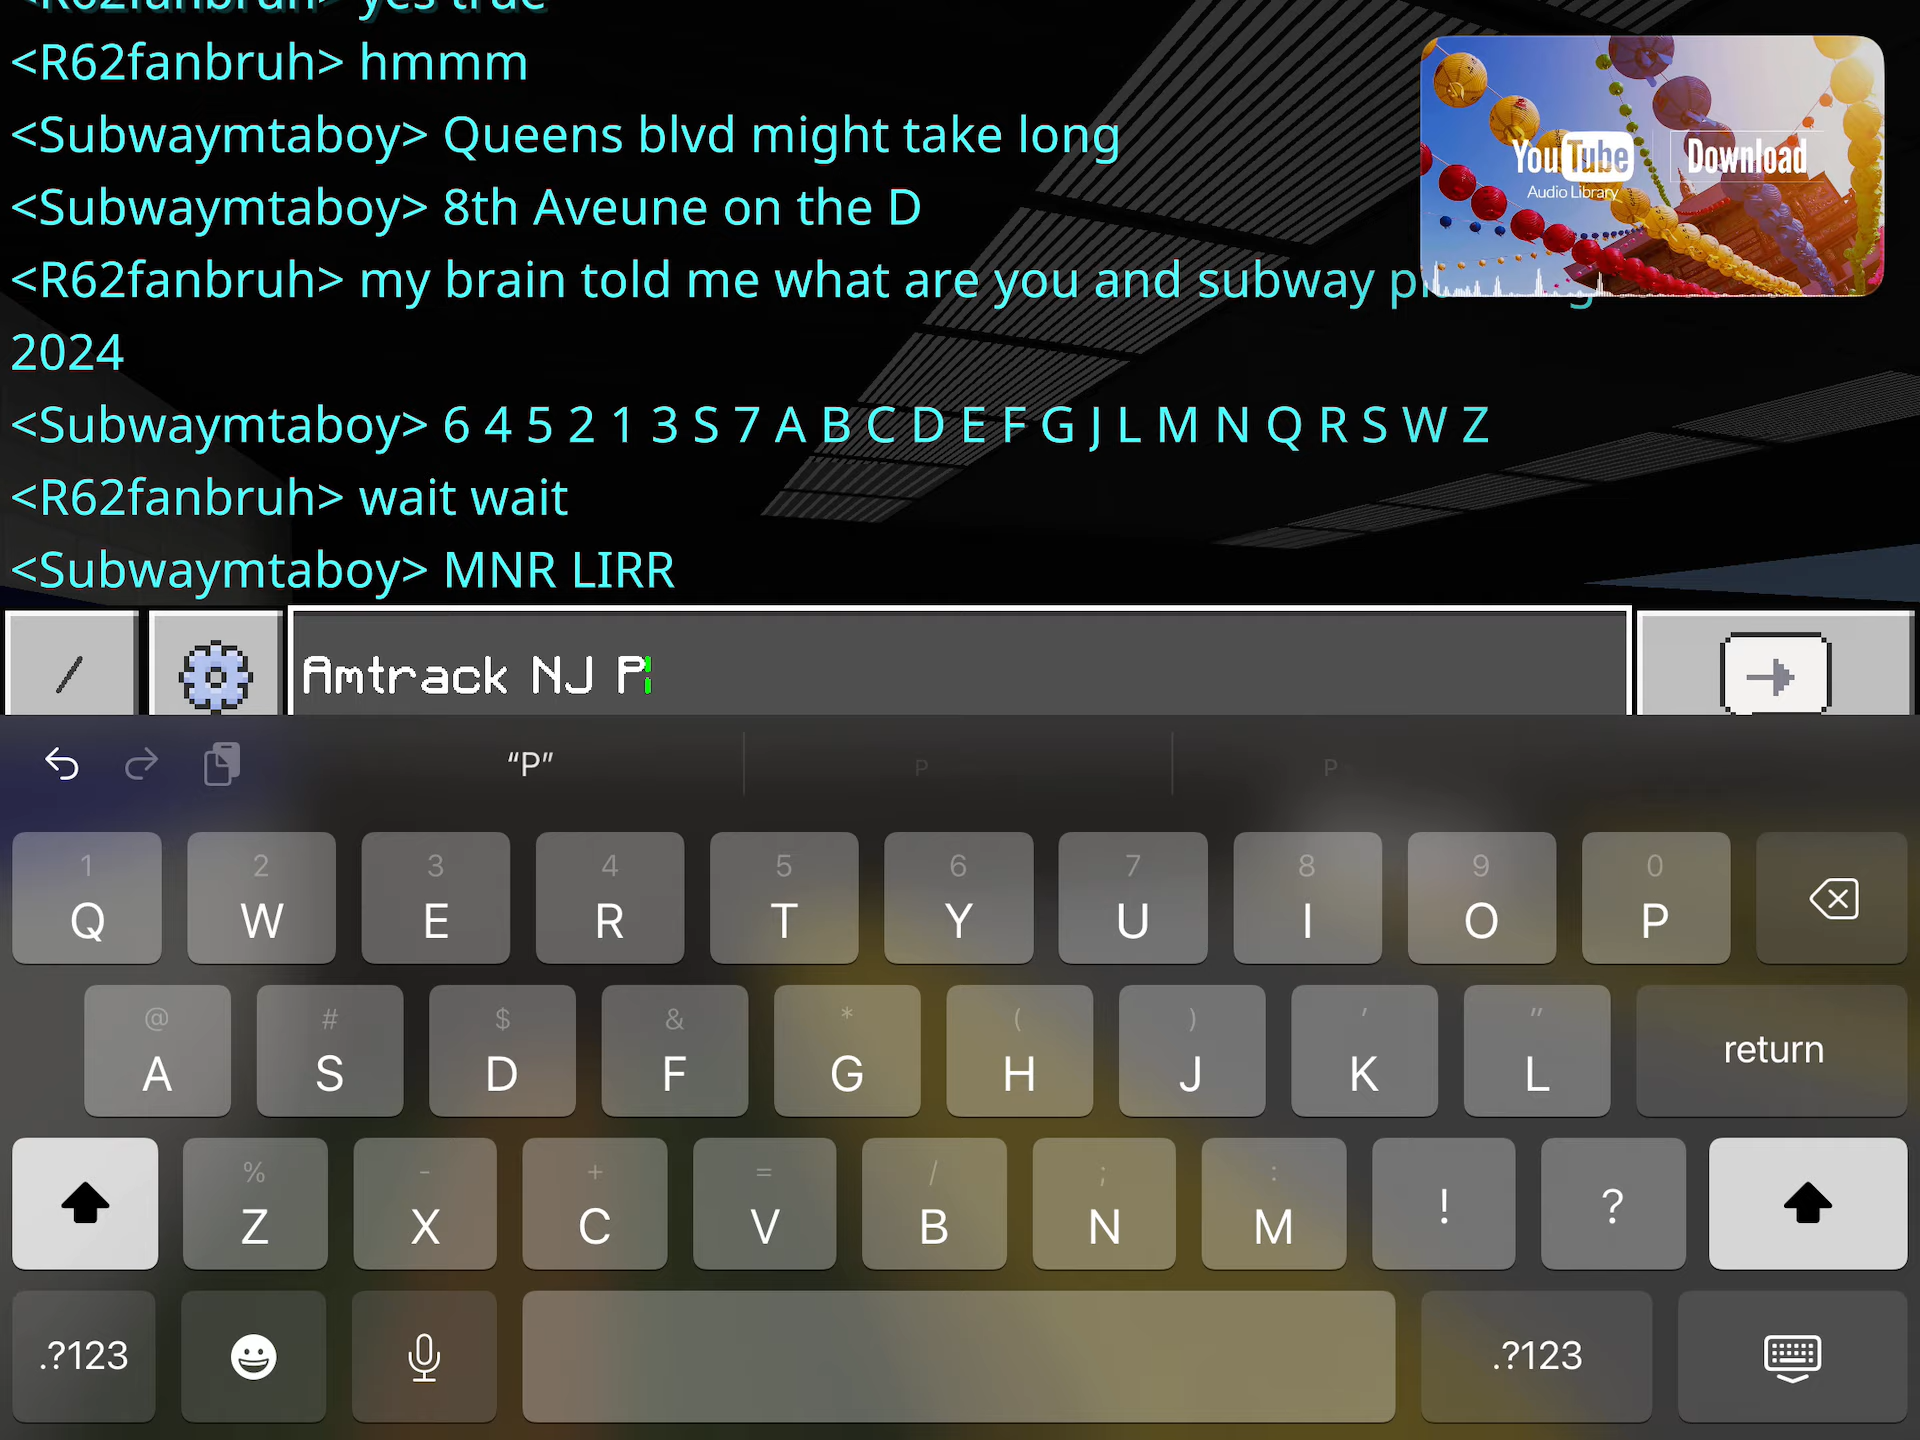 <R62fanbruh> yes true
<R62fanbruh> hmmm
<Subwaymtaboy> Queens blvd might take long
<Subwaymtaboy> 8th Aveune on the D
<R62fanbruh> my brain told me what are you and subway
2024
<Subwaymtaboy> 6 4 5 2 1 3 S 7 A B C D E F G J L M N Q R S W Z
<R62fanbruh> wait wait
<Subwaymtaboy> MNR LIRR
YouTube Download
Audio Library
/ Amtrack NJ P
“P” P P
1 2 3 4 5 6 7 8 9 0
Q W E R T Y U I O P
@ # $ & * ( ) ' "
A S D F G H J K L return
% - + = / ; :
Z X C V B N M ! ?
.?123 .?123